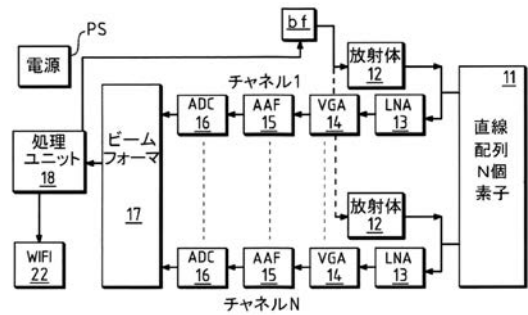 PS
電源
bf
放射体
12
11
直線
配列
N個
素子
チャネル1
ADC
16
AAF
15
VGA
14
LNA
13
処理
ユニット
18
ビーム
フォーマ
17
放射体
12
WIFI
22
ADC
16
AAF
15
VGA
14
LNA
13
チャネルN